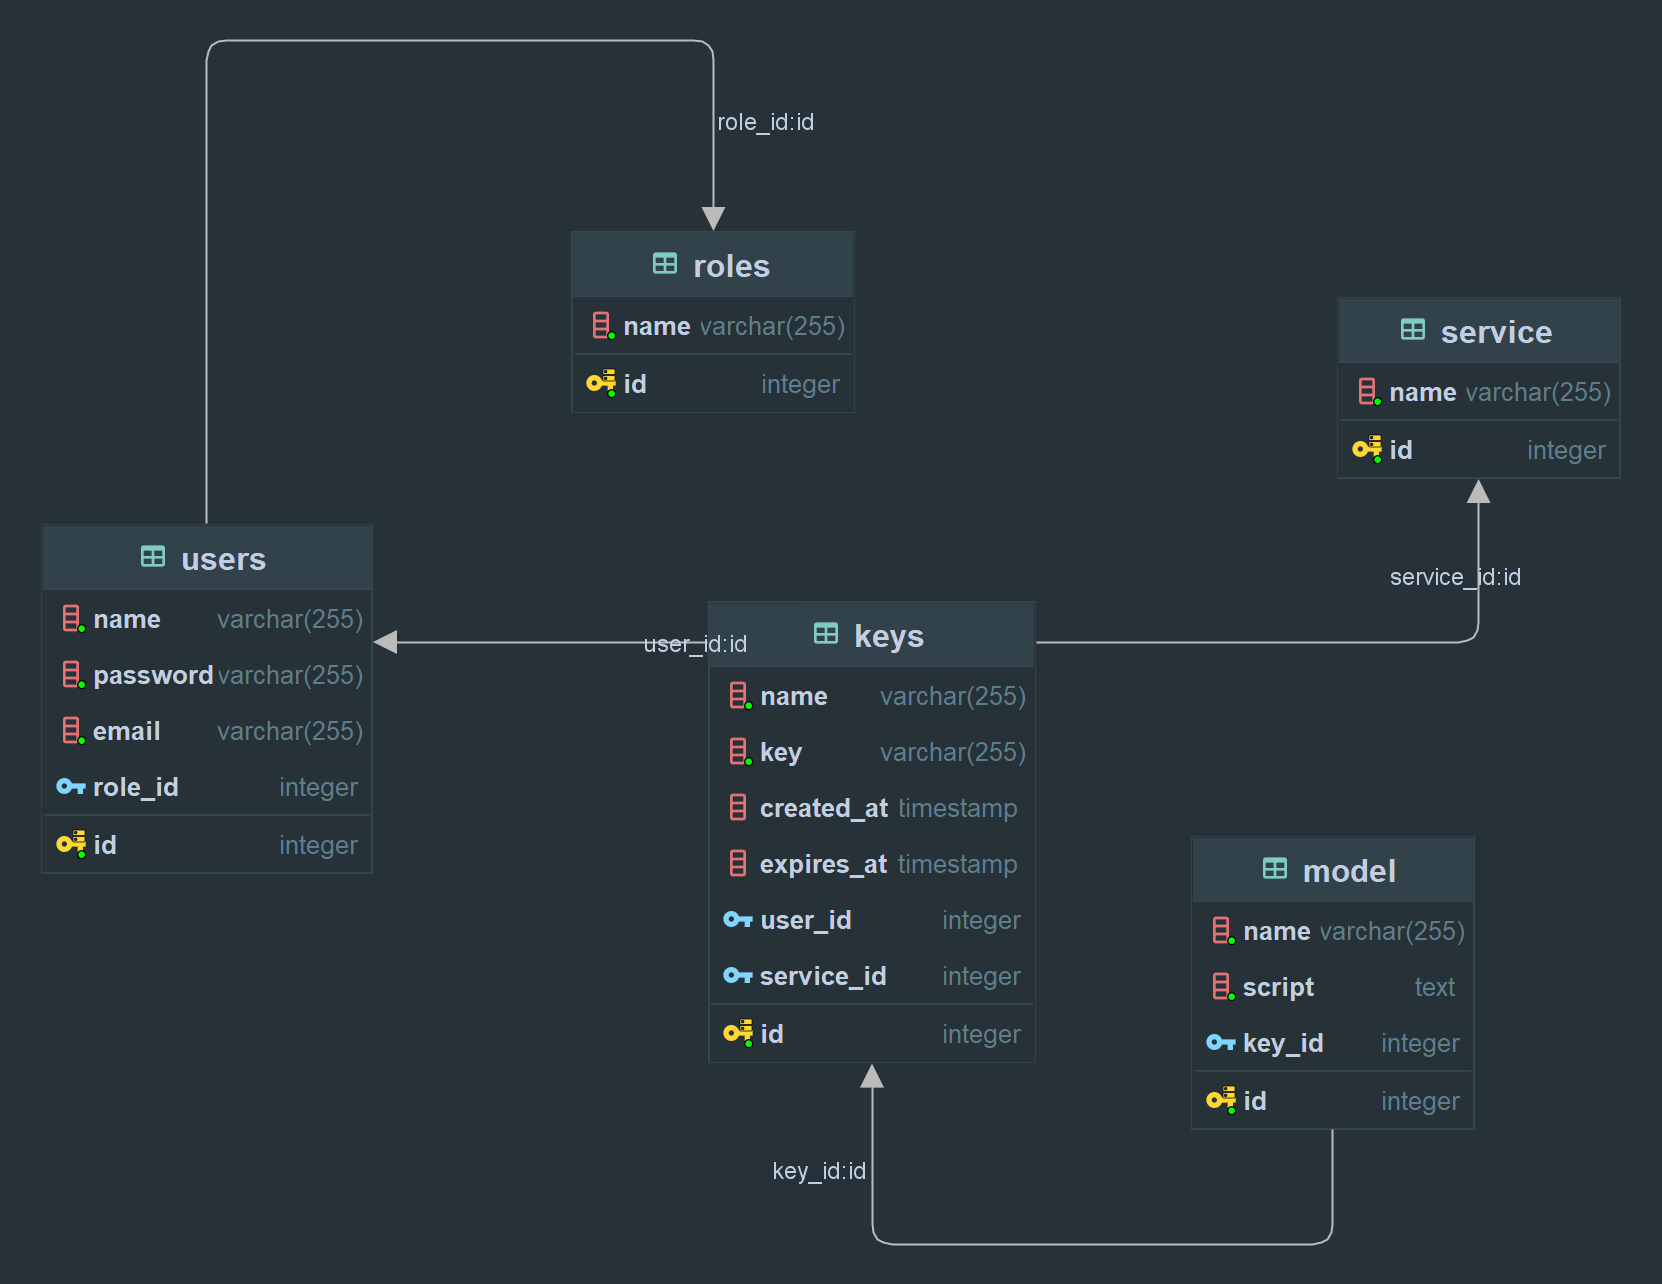 role_id:id
roles
name varchar(255)
id integer
service
name varchar(255)
id integer
service_id:id
users
name varchar(255)
password varchar(255)
email varchar(255)
role_id integer
id integer
user_id:id
keys
name varchar(255)
key varchar(255)
created_at timestamp
expires_at timestamp
user_id integer
service_id integer
id integer
model
name varchar(255)
script text
key_id integer
id integer
key_id:id